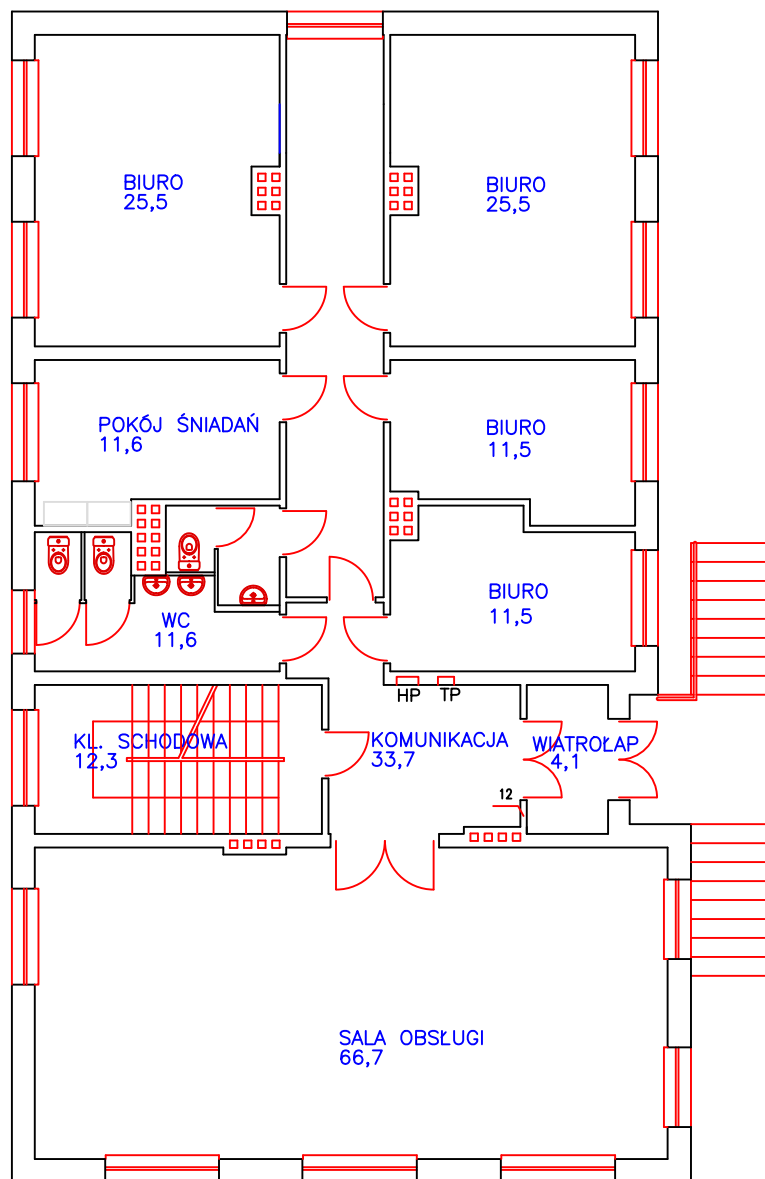 BIURO
25,5
BIURO
25,5
POKÓJ ŚNIADAŃ
11,6
BIURO
11,5
BIURO
11,5
WC
11,6
HP
TP
KL. SCHODOWA
12,3
KOMUNIKACJA
33,7
WIATROŁAP
4,1
12
SALA OBSŁUGI
66,7